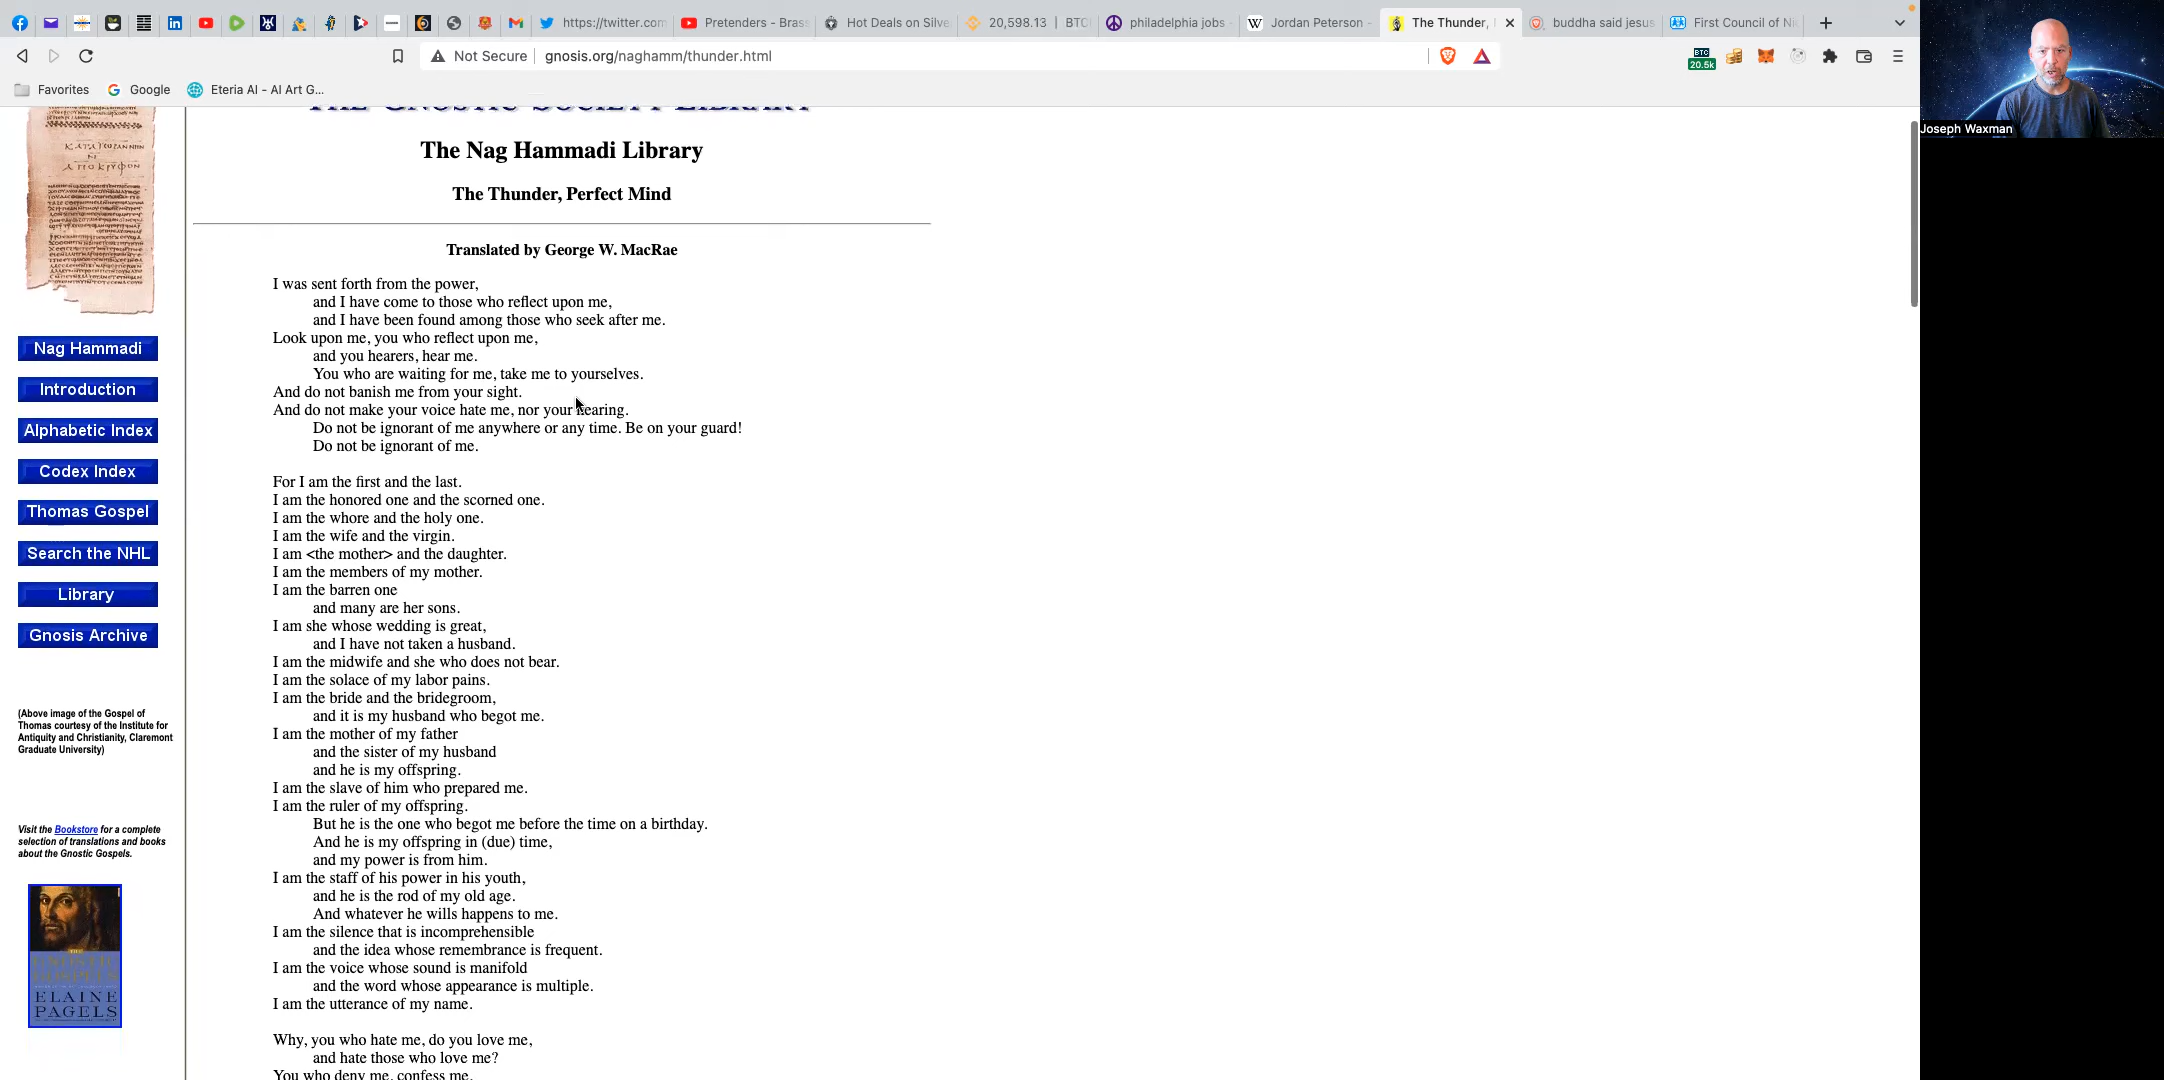 https://twitter.com
Pretenders - Brass
Hot Deals on Silve
20,598.13 | BTC
philadelphia jobs -
Jordan Peterson -
The Thunder,
buddha said jesus
First Council of Ni
Not Secure
gnosis.org/naghamm/thunder.html
BTC
20.5k
Favorites
Google
Eteria AI - AI Art G...
Joseph Waxman
THE GNOSTIC SOCIETY LIBRARY
The Nag Hammadi Library
The Thunder, Perfect Mind
Translated by George W. MacRae
I was sent forth from the power,
and I have come to those who reflect upon me,
and I have been found among those who seek after me.
Look upon me, you who reflect upon me,
and you hearers, hear me.
You who are waiting for me, take me to yourselves.
And do not banish me from your sight.
And do not make your voice hate me, nor your hearing.
Do not be ignorant of me anywhere or any time. Be on your guard!
Do not be ignorant of me.
For I am the first and the last.
I am the honored one and the scorned one.
I am the whore and the holy one.
I am the wife and the virgin.
I am <the mother> and the daughter.
I am the members of my mother.
I am the barren one
and many are her sons.
I am she whose wedding is great,
and I have not taken a husband.
I am the midwife and she who does not bear.
I am the solace of my labor pains.
I am the bride and the bridegroom,
and it is my husband who begot me.
I am the mother of my father
and the sister of my husband
and he is my offspring.
I am the slave of him who prepared me.
I am the ruler of my offspring.
But he is the one who begot me before the time on a birthday.
And he is my offspring in (due) time,
and my power is from him.
I am the staff of his power in his youth,
and he is the rod of my old age.
And whatever he wills happens to me.
I am the silence that is incomprehensible
and the idea whose remembrance is frequent.
I am the voice whose sound is manifold
and the word whose appearance is multiple.
I am the utterance of my name.
Why, you who hate me, do you love me,
and hate those who love me?
You who deny me, confess me,
Nag Hammadi
Introduction
Alphabetic Index
Codex Index
Thomas Gospel
Search the NHL
Library
Gnosis Archive
(Above image of the Gospel of
Thomas courtesy of the Institute for
Antiquity and Christianity, Claremont
Graduate University)
Visit the Bookstore for a complete
selection of translations and books
about the Gnostic Gospels.
THE
GNOSTIC
GOSPELS
ELAINE
PAGELS